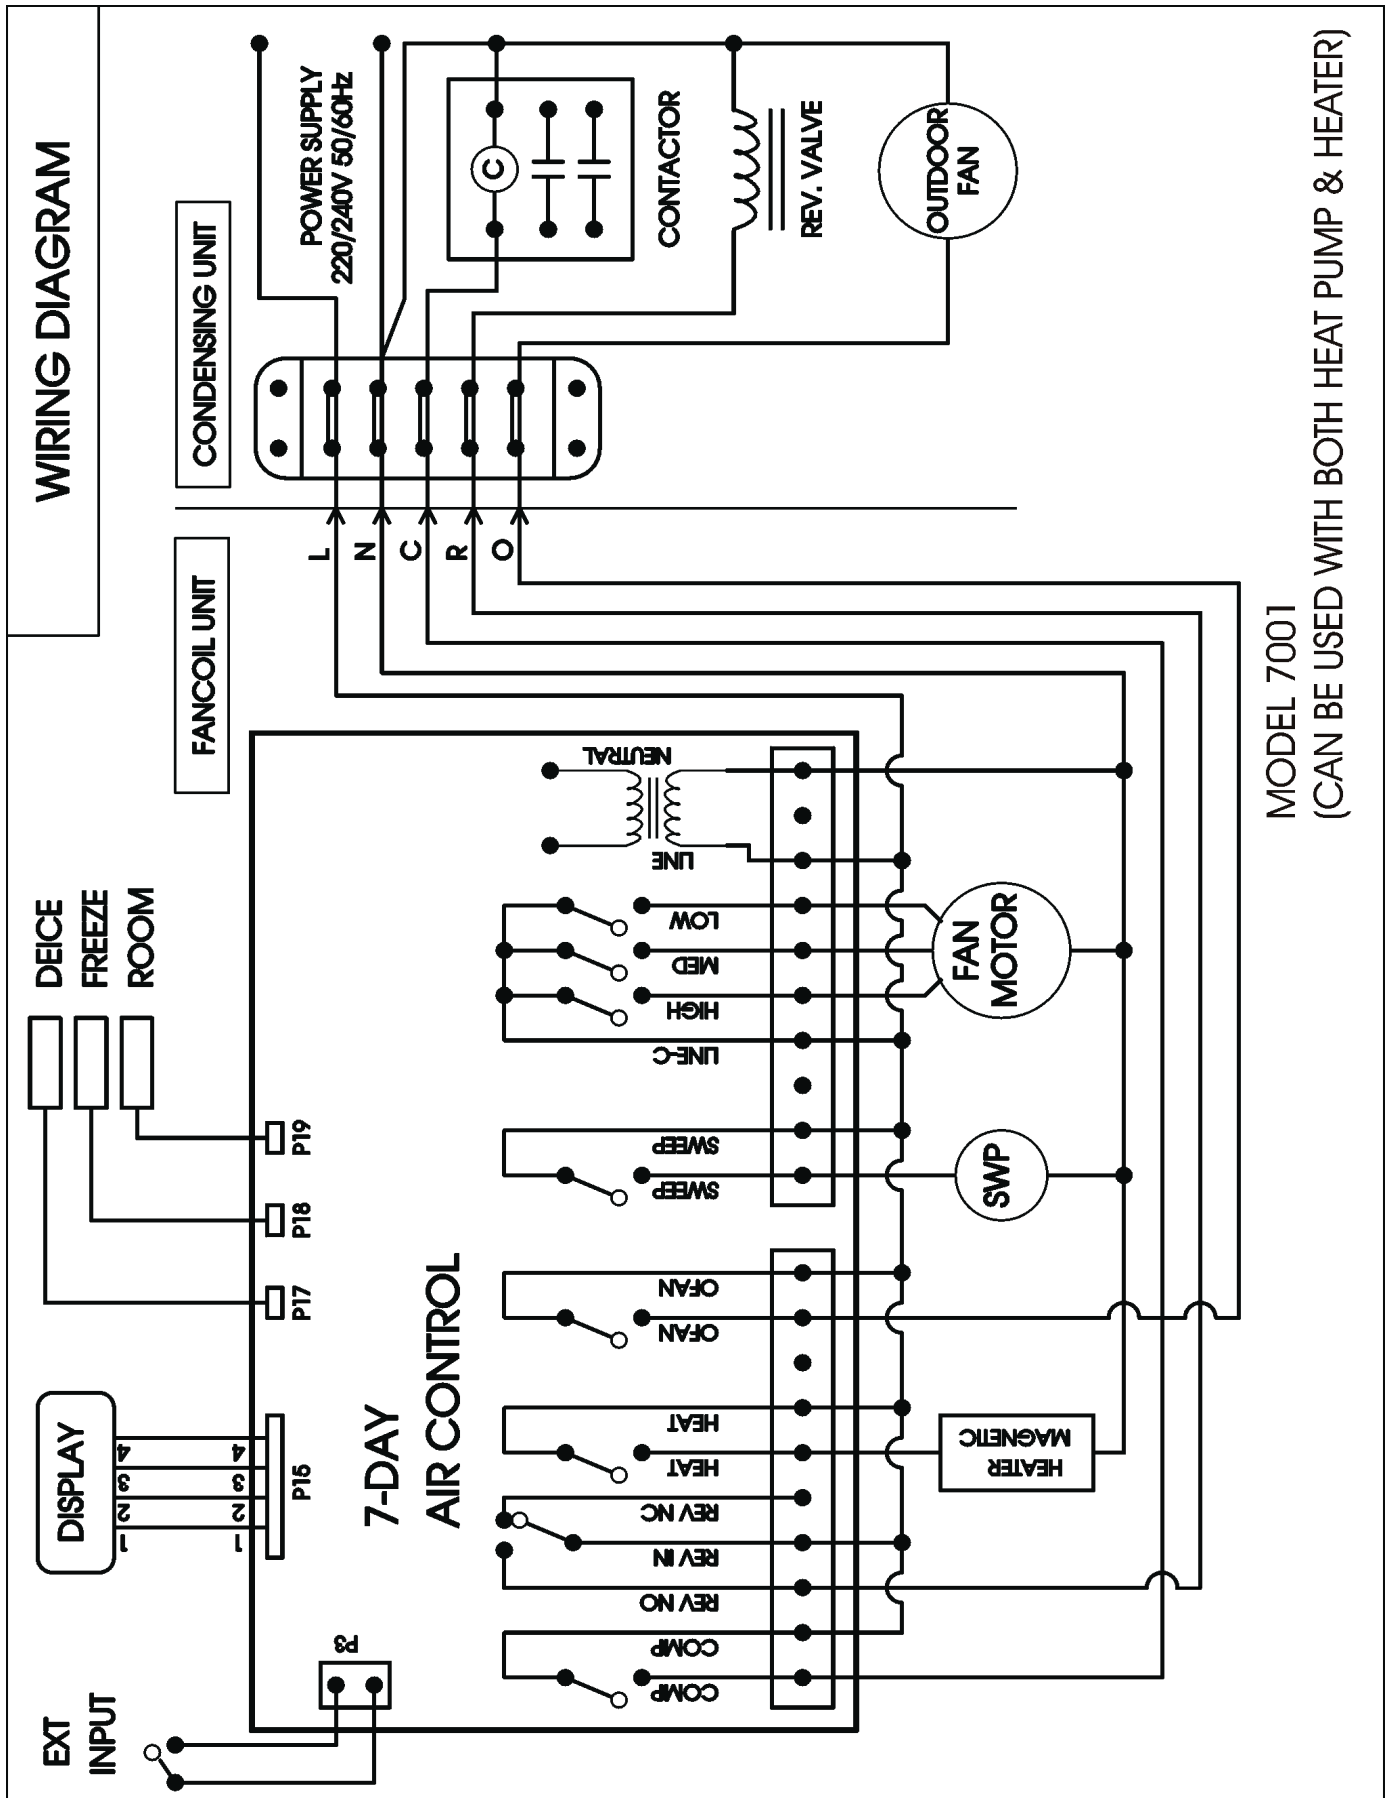 WIRING DIAGRAM
FANCOIL UNIT
CONDENSING UNIT
POWER SUPPLY
220/240V 50/60Hz
CONTACTOR
C
REV. VALVE
OUTDOOR
FAN
L
N
C
R
O
EXT
INPUT
P3
DISPLAY
1
2
3
4
1
2
3
4
P15
DEICE
FREEZE
ROOM
P17
P18
P19
7-DAY
AIR CONTROL
COMP
COMP
REV NO
REV IN
REV NC
HEAT
HEAT
OFAN
OFAN
SWEEP
SWEEP
LINE-C
HIGH
MED
LOW
LINE
NEUTRAL
HEATER
MAGNETIC
SWP
FAN
MOTOR
MODEL 7001
(CAN BE USED WITH BOTH HEAT PUMP & HEATER)